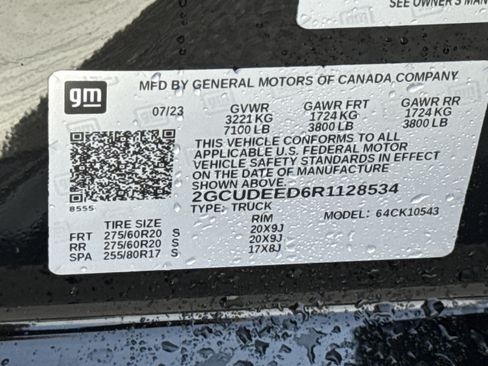 SEE OWNER'S MAN
gm
MFD BY GENERAL MOTORS OF CANADA COMPANY
07/23 GVWR GAWR FRT GAWR RR
3221 KG 1724 KG 1724 KG
7100 LB 3800 LB 3800 LB
THIS VEHICLE CONFORMS TO ALL
APPLICABLE U.S. FEDERAL MOTOR
VEHICLE SAFETY STANDARDS IN EFFECT
ON THE DATE OF MANUFACTURE
SHOWN ABOVE.
2GCUDEED6R1128534
8555 TYPE: TRUCK MODEL: 64CK10543
TIRE SIZE RIM
FRT 275/60R20 S 20X9J
RR 275/60R20 S 20X9J
SPA 255/80R17 S 17X8J